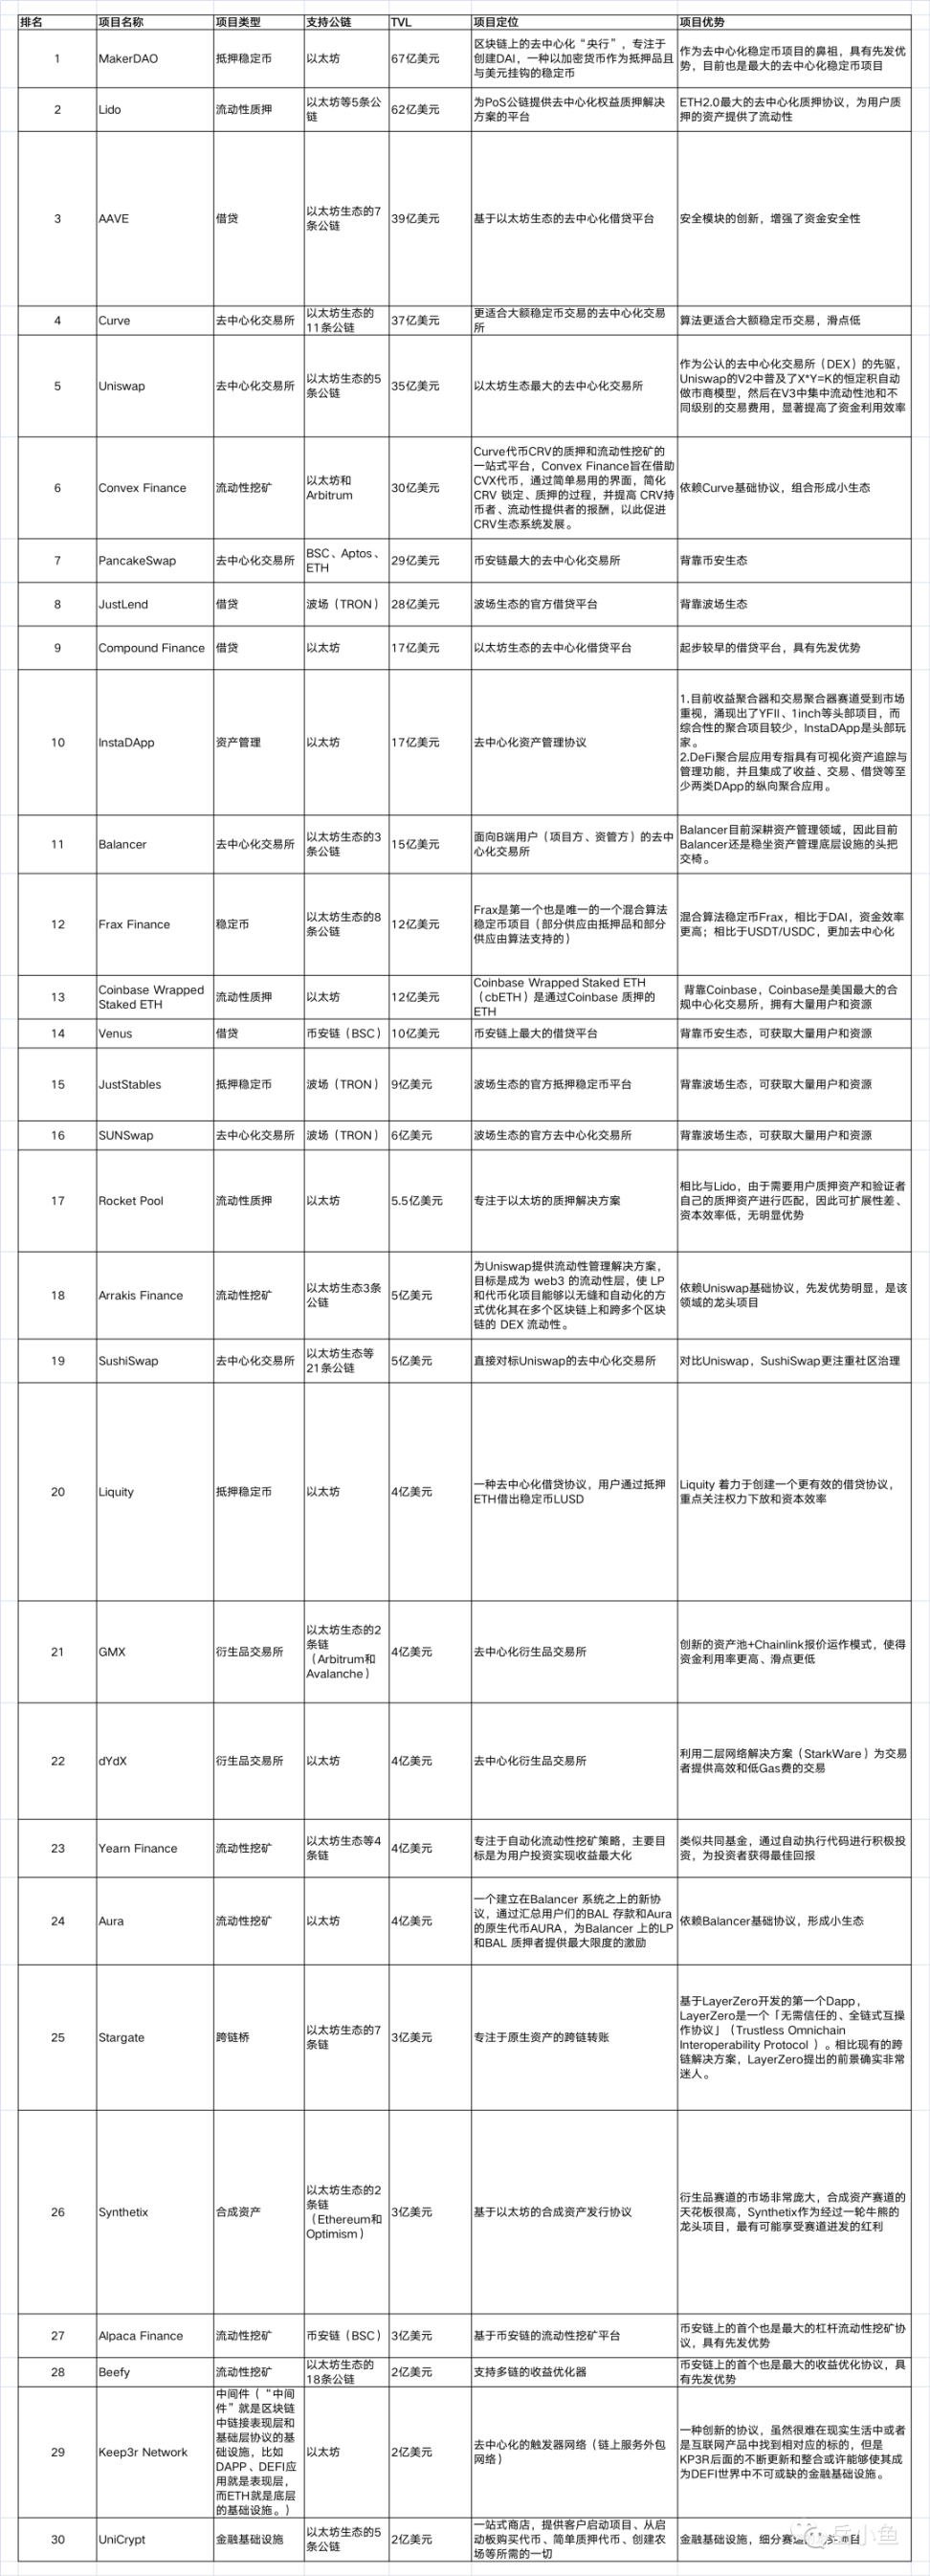 排名 项目名称 项目类型 支持公链 TVL 项目定位 项目优势
1 MakerDAO 抵押稳定币 以太坊 67亿美元
区块链上的去中心化“央行”，专注于
创建DAI，一种以加密货币作为抵押品且
与美元挂钩的稳定币
作为去中心化稳定币项目的鼻祖，具有先发优
势，目前也是最大的去中心化稳定币项目
2 Lido 流动性质押
以太坊等5条公
链
62亿美元
为PoS公链提供去中心化权益质押解决
方案的平台
ETH2.0最大的去中心化质押协议，为用户质
押的资产提供了流动性
3 AAVE 借贷
以太坊生态的7
条公链
39亿美元 基于以太坊生态的去中心化借贷平台 安全模块的创新，增强了资金安全性
4 Curve 去中心化交易所
以太坊生态的
11条公链
37亿美元
更适合大额稳定币交易的去中心化交易
所
算法更适合大额稳定币交易，滑点低
5 Uniswap 去中心化交易所
以太坊生态的5
条公链
35亿美元 以太坊生态最大的去中心化交易所
作为公认的去中心化交易所（DEX）的先驱，
Uniswap的V2中普及了X*Y=K的恒定积自动
做市商模型，然后在V3中集中流动性池和不
同级别的交易费用，显著提高了资金利用效率
6 Convex Finance 流动性挖矿
以太坊和
Arbitrum
30亿美元
Curve代币CRV的质押和流动性挖矿的
一站式平台，Convex Finance旨在借助
CVX代币，通过简单易用的界面，简化
CRV 锁定、质押的过程，并提高 CRV持
币者、流动性提供者的报酬，以此促进
CRV生态系统发展。
依赖Curve基础协议，组合形成小生态
7 PancakeSwap 去中心化交易所
BSC、Aptos、
ETH
29亿美元 币安链最大的去中心化交易所 背靠币安生态
8 JustLend 借贷 波场（TRON） 28亿美元 波场生态的官方借贷平台 背靠波场生态
9 Compound Finance 借贷 以太坊 17亿美元 以太坊生态的去中心化借贷平台 起步较早的借贷平台，具有先发优势
10 InstaDApp 资产管理 以太坊 17亿美元 去中心化资产管理协议
1.目前收益聚合器和交易聚合器赛道受到市场
重视，涌现出了YFII、1inch等头部项目，而
综合性的聚合项目较少，InstaDApp是头部玩
家。
2.DeFi聚合层应用专指具有可视化资产追踪与
管理功能，并且集成了收益、交易、借贷等至
少两类DApp的纵向聚合应用。
11 Balancer 去中心化交易所
以太坊生态的3
条公链
15亿美元
面向B端用户（项目方、资管方）的去中
心化交易所
Balancer目前深耕资产管理领域，因此目前
Balancer还是稳坐资产管理底层设施的头把
交椅。
12 Frax Finance 稳定币
以太坊生态的8
条公链
12亿美元
Frax是第一个也是唯一的一个混合算法
稳定币项目（部分供应由抵押品和部分
供应由算法支持的）
混合算法稳定币Frax，相比于DAI，资金效率
更高；相比于USDT/USDC，更加去中心化
13
Coinbase Wrapped
Staked ETH
流动性质押 以太坊 12亿美元
Coinbase Wrapped Staked ETH
（cbETH）是通过Coinbase 质押的
ETH
背靠Coinbase，Coinbase是美国最大的合
规中心化交易所，拥有大量用户和资源
14 Venus 借贷 币安链（BSC） 10亿美元 币安链上最大的借贷平台 背靠币安生态，可获取大量用户和资源
15 JustStables 抵押稳定币 波场（TRON） 9亿美元 波场生态的官方抵押稳定币平台 背靠波场生态，可获取大量用户和资源
16 SUNSwap 去中心化交易所 波场（TRON） 6亿美元 波场生态的官方去中心化交易所 背靠波场生态，可获取大量用户和资源
17 Rocket Pool 流动性质押 以太坊 5.5亿美元 专注于以太坊的质押解决方案
相比与Lido，由于需要用户质押资产和验证者
自己的质押资产进行匹配，因此可扩展性差、
资本效率低，无明显优势
18 Arrakis Finance 流动性挖矿
以太坊生态3条
公链
5亿美元
为Uniswap提供流动性管理解决方案，
目标是成为 web3 的流动性层，使 LP
和代币化项目能够以无缝和自动化的方
式优化其在多个区块链上和跨多个区块
链的 DEX 流动性。
依赖Uniswap基础协议，先发优势明显，是该
领域的龙头项目
19 SushiSwap 去中心化交易所
以太坊生态等
21条公链
5亿美元 直接对标Uniswap的去中心化交易所 对比Uniswap，SushiSwap更注重社区治理
20 Liquity 抵押稳定币 以太坊 4亿美元
一种去中心化借贷协议，用户通过抵押
ETH借出稳定币LUSD
Liquity 着力于创建一个更有效的借贷协议，
重点关注权力下放和资本效率
21 GMX 衍生品交易所
以太坊生态的2
条链
（Arbitrum和
Avalanche）
4亿美元 去中心化衍生品交易所
创新的资产池+Chainlink报价运作模式，使得
资金利用率更高、滑点更低
22 dYdX 衍生品交易所 以太坊 4亿美元 去中心化衍生品交易所
利用二层网络解决方案（StarkWare）为交易
者提供高效和低Gas费的交易
23 Yearn Finance 流动性挖矿
以太坊生态等4
条链
4亿美元
专注于自动化流动性挖矿策略，主要目
标是为用户投资实现收益最大化
类似共同基金，通过自动执行代码进行积极投
资，为投资者获得最佳回报
24 Aura 流动性挖矿 以太坊 4亿美元
一个建立在Balancer 系统之上的新协
议，通过汇总用户们的BAL 存款和Aura
的原生代币AURA，为Balancer 上的LP
和BAL 质押者提供最大限度的激励
依赖Balancer基础协议，形成小生态
25 Stargate 跨链桥
以太坊生态的7
条链
3亿美元 专注于原生资产的跨链转账
基于LayerZero开发的第一个Dapp，
LayerZero是一个「无需信任的、全链式互操
作协议」（Trustless Omnichain
Interoperability Protocol ）。相比现有的跨
链解决方案，LayerZero提出的前景确实非常
迷人。
26 Synthetix 合成资产
以太坊生态的2
条链
（Ethereum和
Optimism）
3亿美元 基于以太坊的合成资产发行协议
衍生品赛道的市场非常庞大，合成资产赛道的
天花板很高，Synthetix作为经过一轮牛熊的
龙头项目，最有可能享受赛道迸发的红利
27 Alpaca Finance 流动性挖矿 币安链（BSC） 3亿美元 基于币安链的流动性挖矿平台
币安链上的首个也是最大的杠杆流动性挖矿协
议，具有先发优势
28 Beefy 流动性挖矿
以太坊生态的
18条公链
2亿美元 支持多链的收益优化器
币安链上的首个也是最大的收益优化协议，具
有先发优势
29 Keep3r Network
中间件（“中间
件”就是区块链
中链接表现层和
基础层协议的基
础设施，比如
DAPP、DEFI应
用就是表现层，
而ETH就是底层
的基础设施。）
以太坊 2亿美元
去中心化的触发器网络（链上服务外包
网络）
一种创新的协议，虽然很难在现实生活中或者
是互联网产品中找到相对应的标的，但是
KP3R后面的不断更新和整合或许能够使其成
为DEFI世界中不可或缺的金融基础设施。
30 UniCrypt 金融基础设施
以太坊生态的5
条公链
2亿美元
一站式商店，提供客户启动项目、从启
动板购买代币、简单质押代币、创建农
场等所需的一切
金融基础设施，细分赛道 项目
岳小鱼